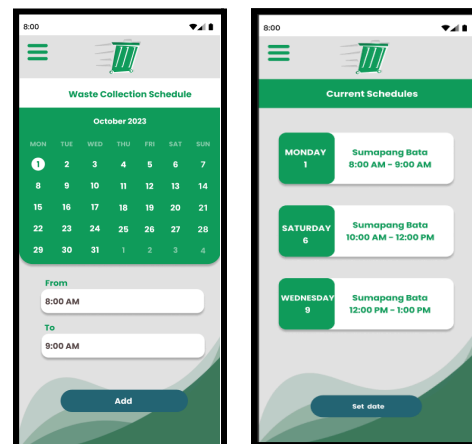 8:00
Waste Collection Schedule
October 2023
MON TUE WED THU FRI SAT SUN
1 2 3 4 5 6 7
8 9 10 11 12 13 14
15 16 17 18 19 20 21
22 23 24 25 26 27 28
29 30 31 1 2 3 4
From
8:00 AM
To
9:00 AM
Add
8:00
Current Schedules
MONDAY
1
Sumapang Bata
8:00 AM - 9:00 AM
SATURDAY
6
Sumapang Bata
10:00 AM - 12:00 PM
WEDNESDAY
9
Sumapang Bata
12:00 PM - 1:00 PM
Set date